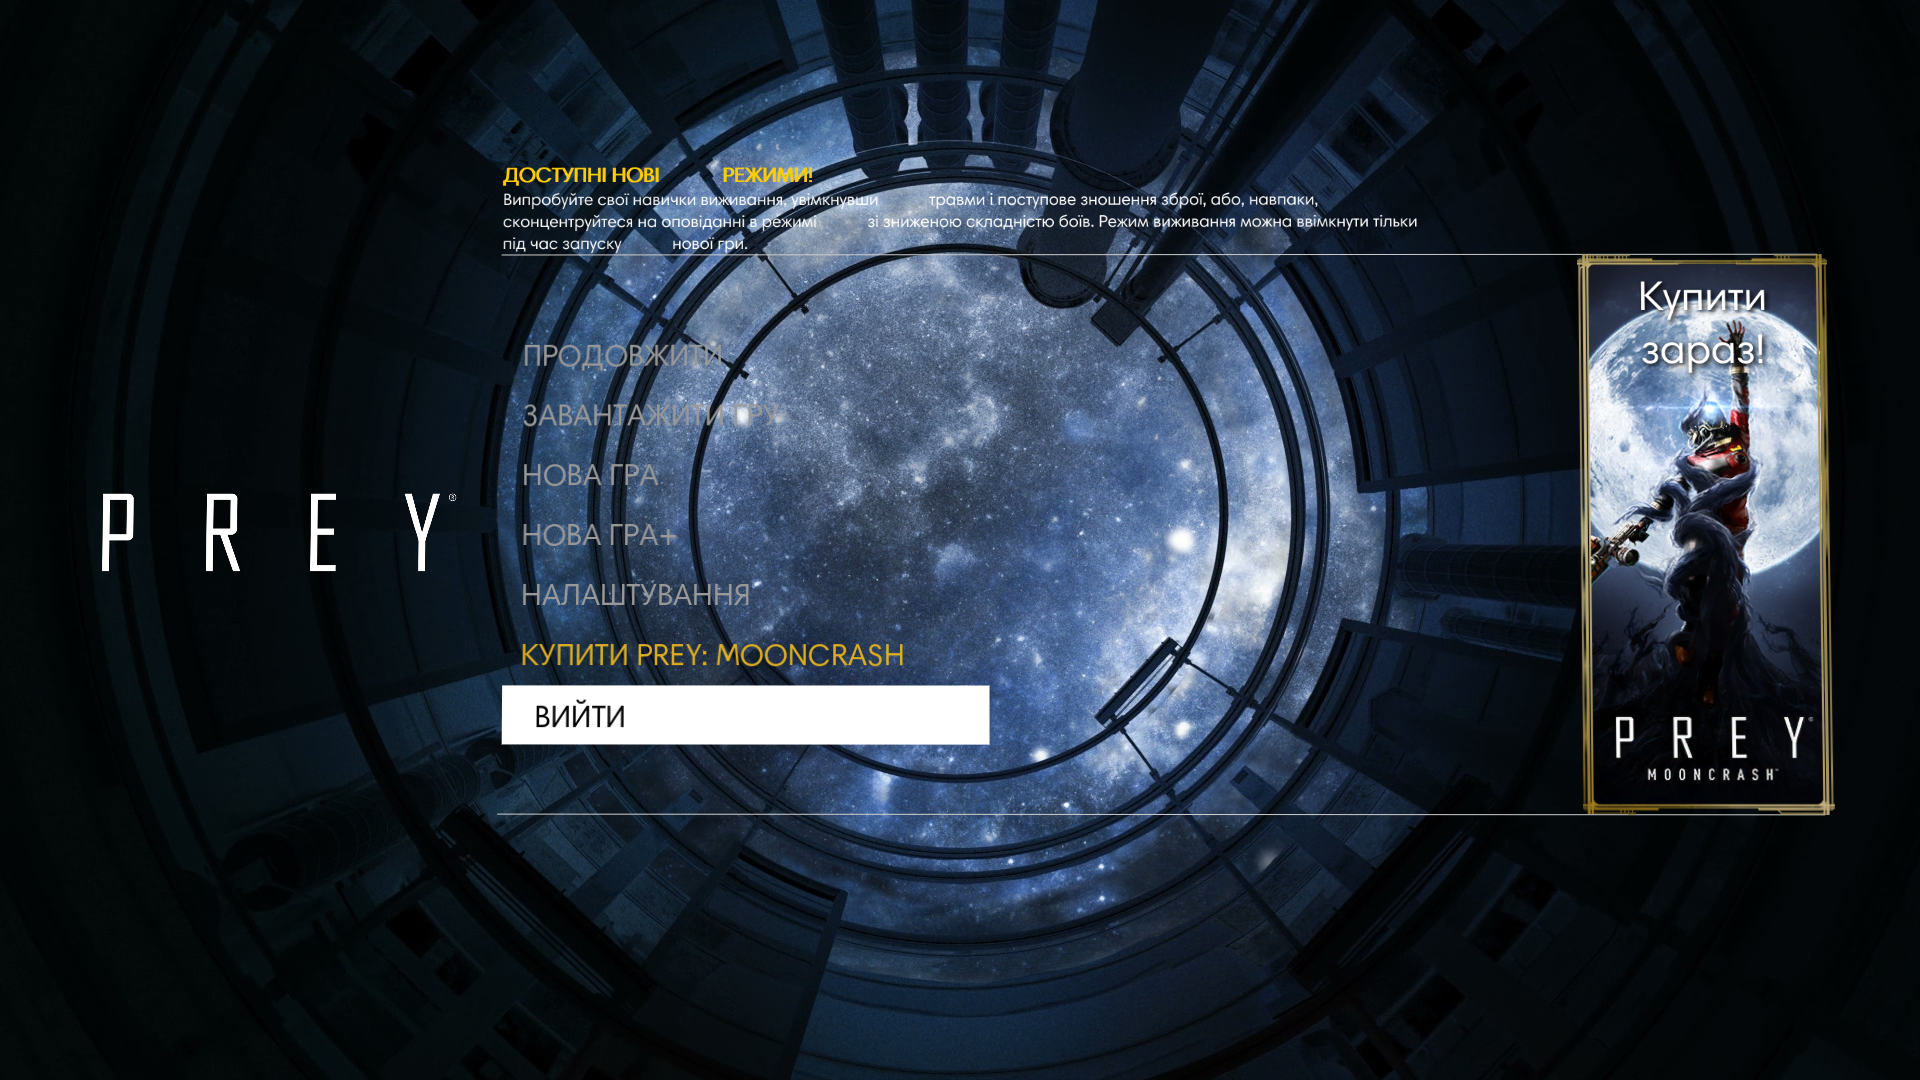 ДОСТУПНІ НОВІ РЕЖИМИ!
Випробуйте свої навички виживання, увімкнувши травми і поступове зношення зброї, або, навпаки,
сконцентруйтеся на оповіданні в режимі зі зниженою складністю боїв. Режим виживання можна ввімкнути тільки
під час запуску нової гри.
Купити
зараз!
ПРОДОВЖИТИ
ЗАВАНТАЖИТИ ГРУ
НОВА ГРА
PREY®
НОВА ГРА+
НАЛАШТУВАННЯ
КУПИТИ PREY: MOONCRASH
ВИЙТИ
PREY®
MOONCRASH™